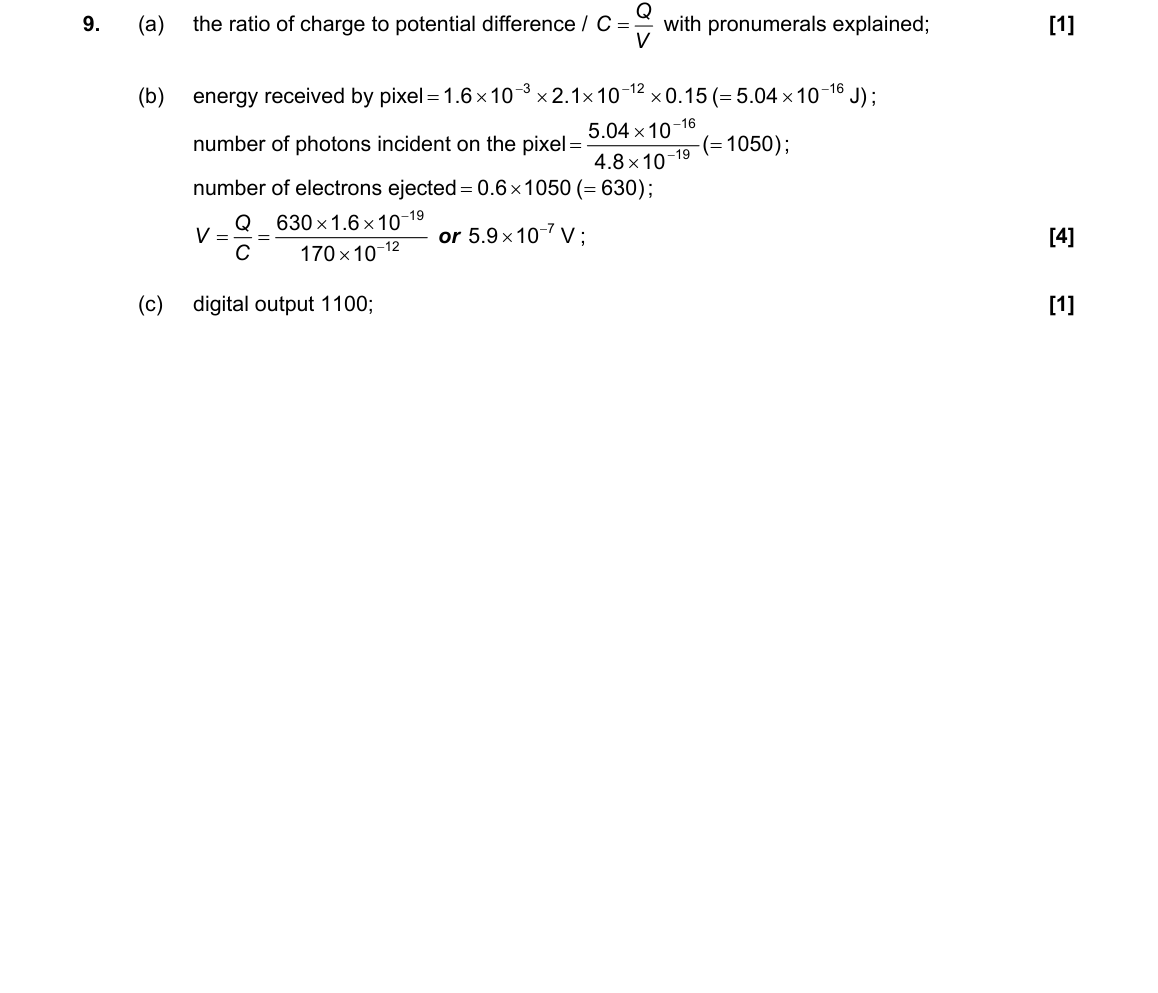 9. (a) the ratio of charge to potential difference / C = Q/V with pronumerals explained; [1]
(b) energy received by pixel = 1.6 × 10⁻³ × 2.1 × 10⁻¹² × 0.15 (= 5.04 × 10⁻¹⁶ J) ;
number of photons incident on the pixel = 5.04 × 10⁻¹⁶ / 4.8 × 10⁻¹⁹ (= 1050) ;
number of electrons ejected = 0.6 × 1050 (= 630) ;
V = Q/C = 630 × 1.6 × 10⁻¹⁹ / 170 × 10⁻¹² or 5.9 × 10⁻⁷ V ; [4]
(c) digital output 1100; [1]